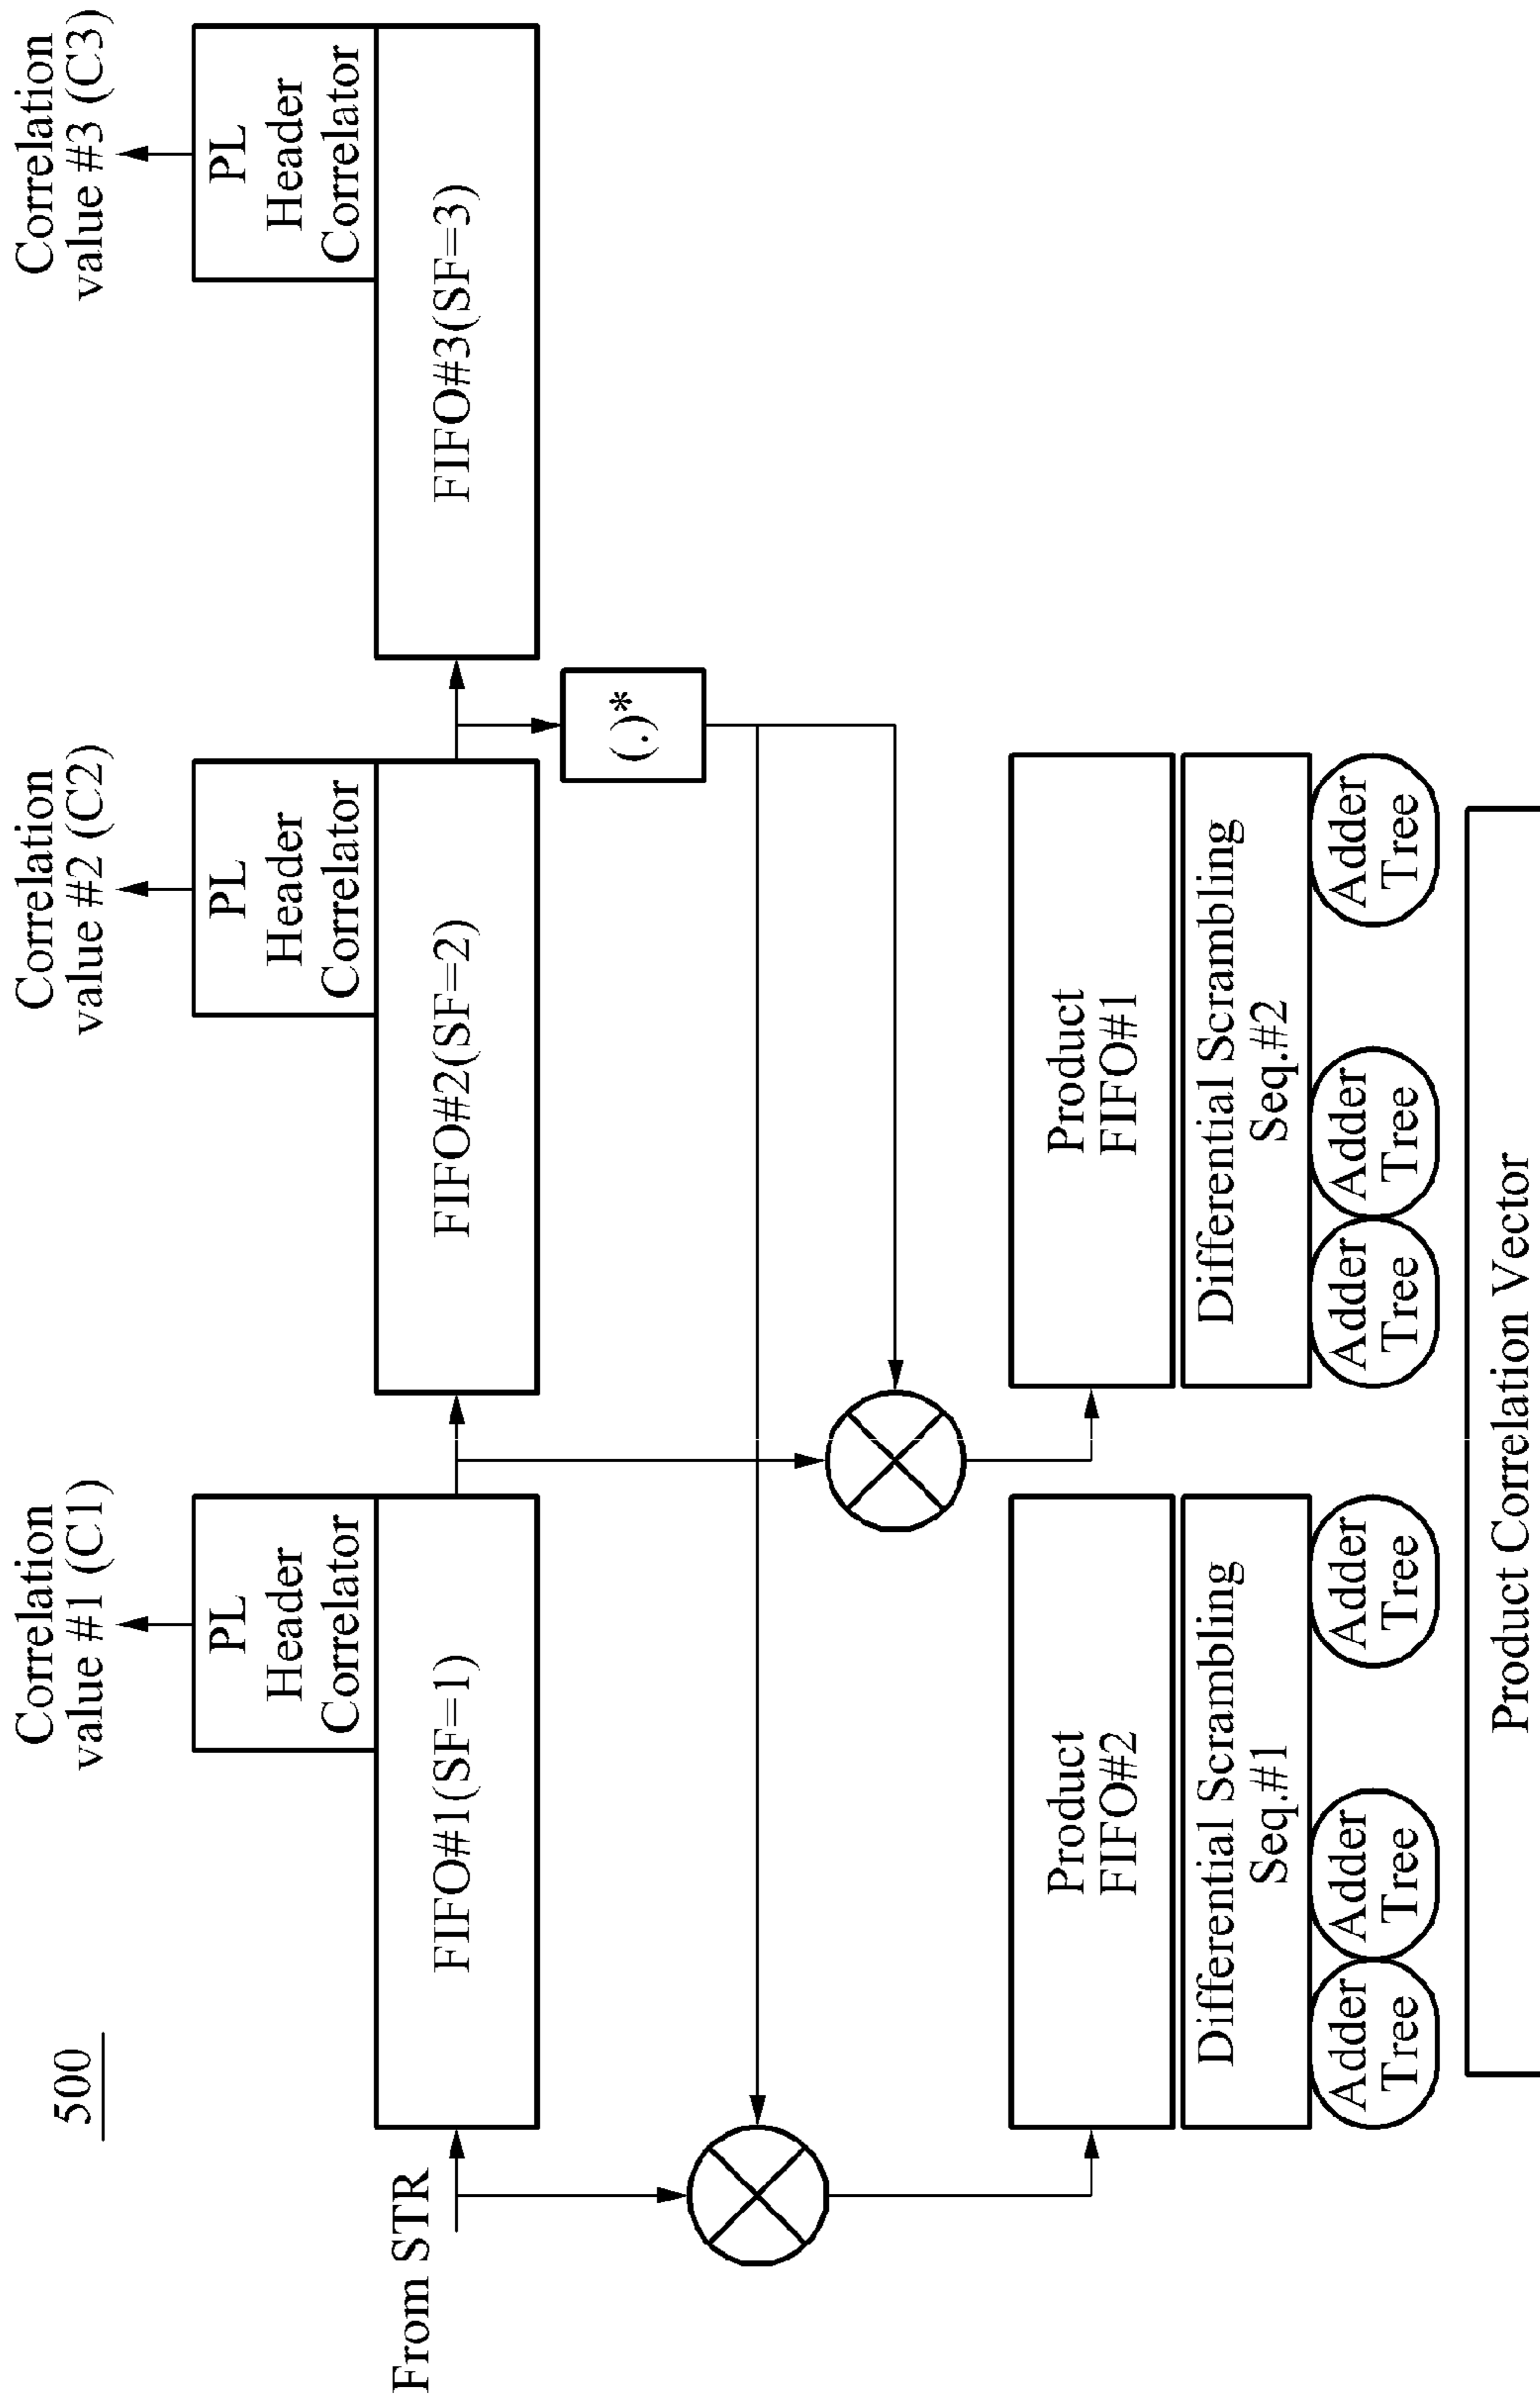 500
Correlation
value #1 (C1)
Correlation
value #2 (C2)
Correlation
value #3 (C3)
PL
Header
Correlator
PL
Header
Correlator
PL
Header
Correlator
From STR
FIFO#1(SF=1)
FIFO#2(SF=2)
FIFO#3(SF=3)
(.)*
Product
FIFO#2
Product
FIFO#1
Differential Scrambling
Seq.#1
Differential Scrambling
Seq.#2
Adder
Tree
Adder
Tree
Adder
Tree
Adder
Tree
Adder
Tree
Adder
Tree
Product Correlation Vector